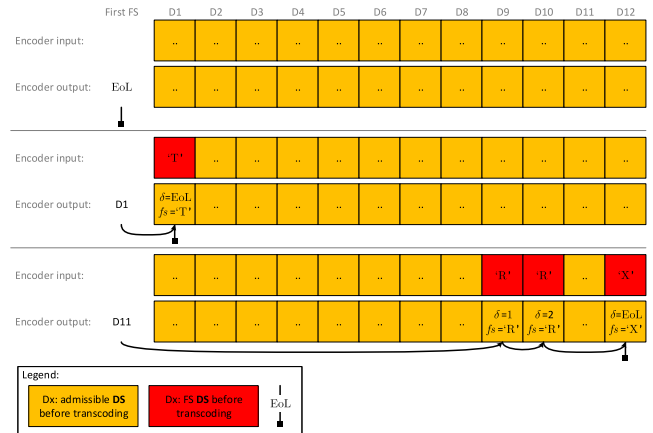 First FS D1 D2 D3 D4 D5 D6 D7 D8 D9 D10 D11 D12
Encoder input: .. .. .. .. .. .. .. .. .. .. .. ..
Encoder output: EoL .. .. .. .. .. .. .. .. .. .. .. ..
Encoder input: ‘T’ .. .. .. .. .. .. .. .. .. .. ..
Encoder output: D1 δ=EoL .. .. .. .. .. .. .. .. .. .. ..
fs=‘T’
Encoder input: .. .. .. .. .. .. .. .. ‘R’ ‘R’ .. ‘X’
Encoder output: D11 .. .. .. .. .. .. .. .. δ=1 δ=2 .. δ=EoL
fs=‘R’ fs=‘R’ fs=‘X’
Legend:
Dx: admissible DS
before transcoding
Dx: FS DS before
transcoding
EoL